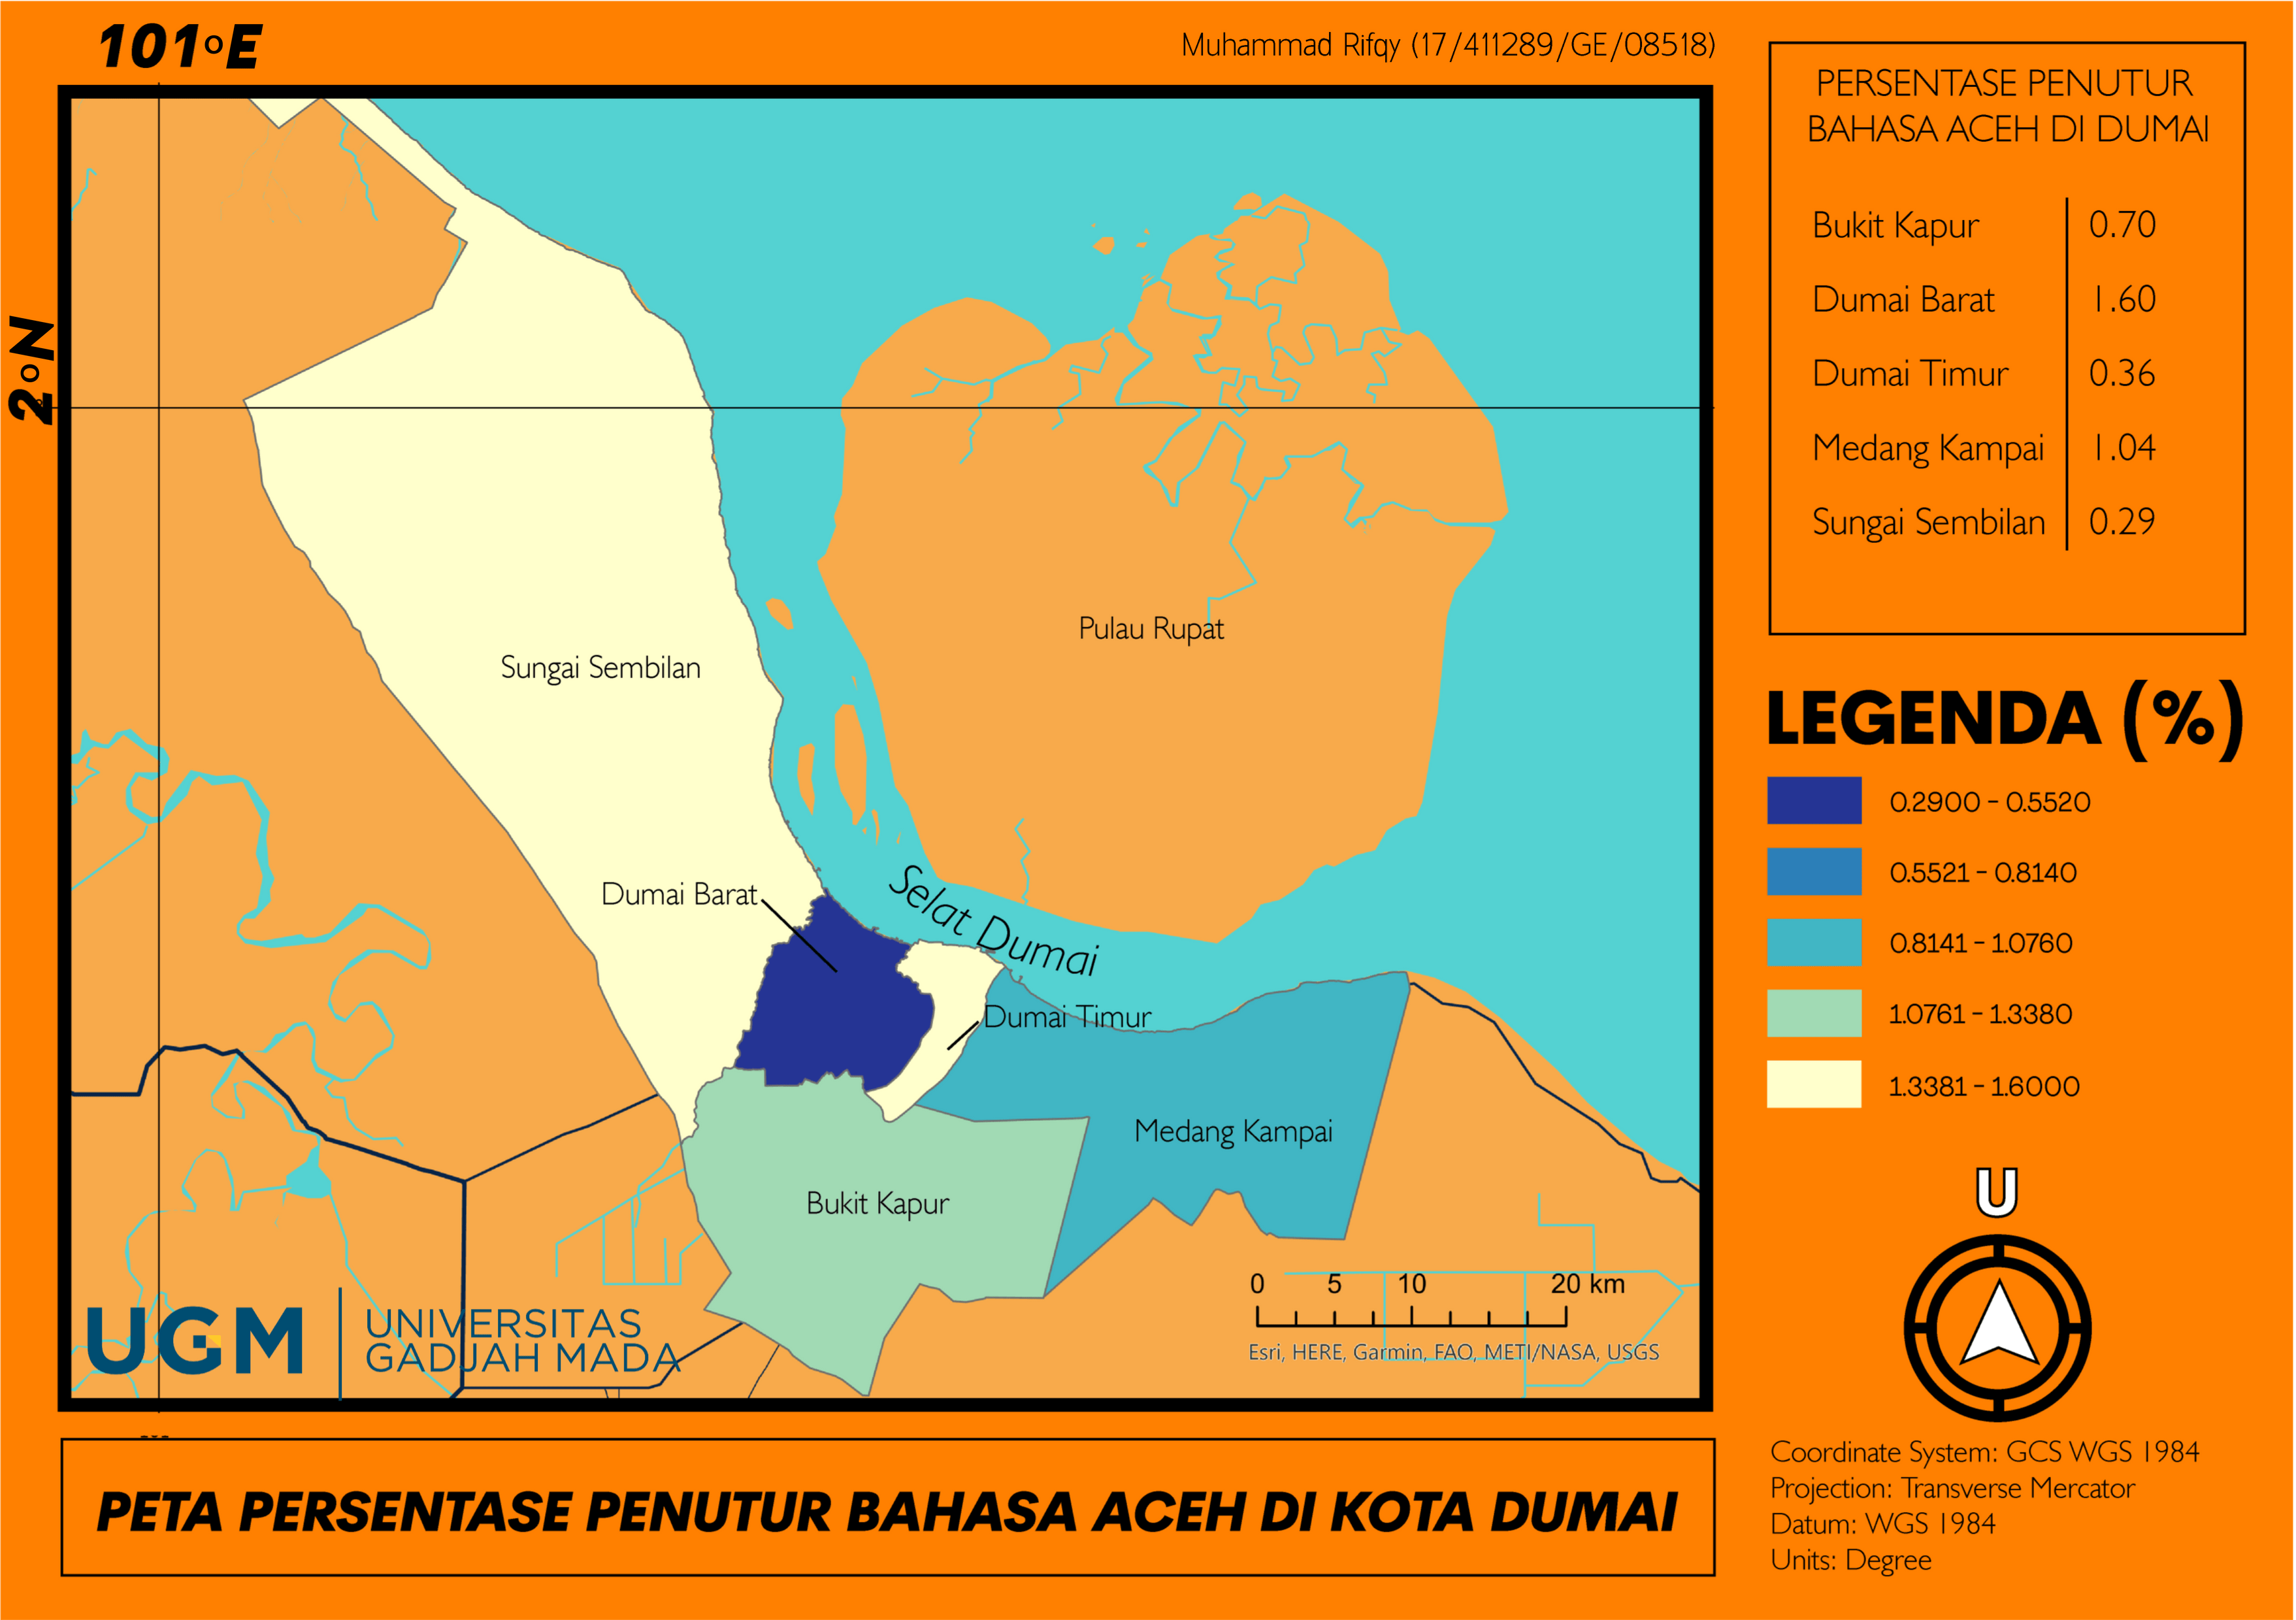 101°E
Muhammad Rifqy (17/411289/GE/08518)
2°N
Sungai Sembilan
Pulau Rupat
Dumai Barat
Selat Dumai
Dumai Timur
Medang Kampai
Bukit Kapur
0 5 10 20 km
Esri, HERE, Garmin, FAO, METI/NASA, USGS
UGM
UNIVERSITAS
GADJAH MADA
PETA PERSENTASE PENUTUR BAHASA ACEH DI KOTA DUMAI
PERSENTASE PENUTUR
BAHASA ACEH DI DUMAI
Bukit Kapur 0.70
Dumai Barat 1.60
Dumai Timur 0.36
Medang Kampai 1.04
Sungai Sembilan 0.29
LEGENDA (%)
0.2900 - 0.5520
0.5521 - 0.8140
0.8141 - 1.0760
1.0761 - 1.3380
1.3381 - 1.6000
U
Coordinate System: GCS WGS 1984
Projection: Transverse Mercator
Datum: WGS 1984
Units: Degree